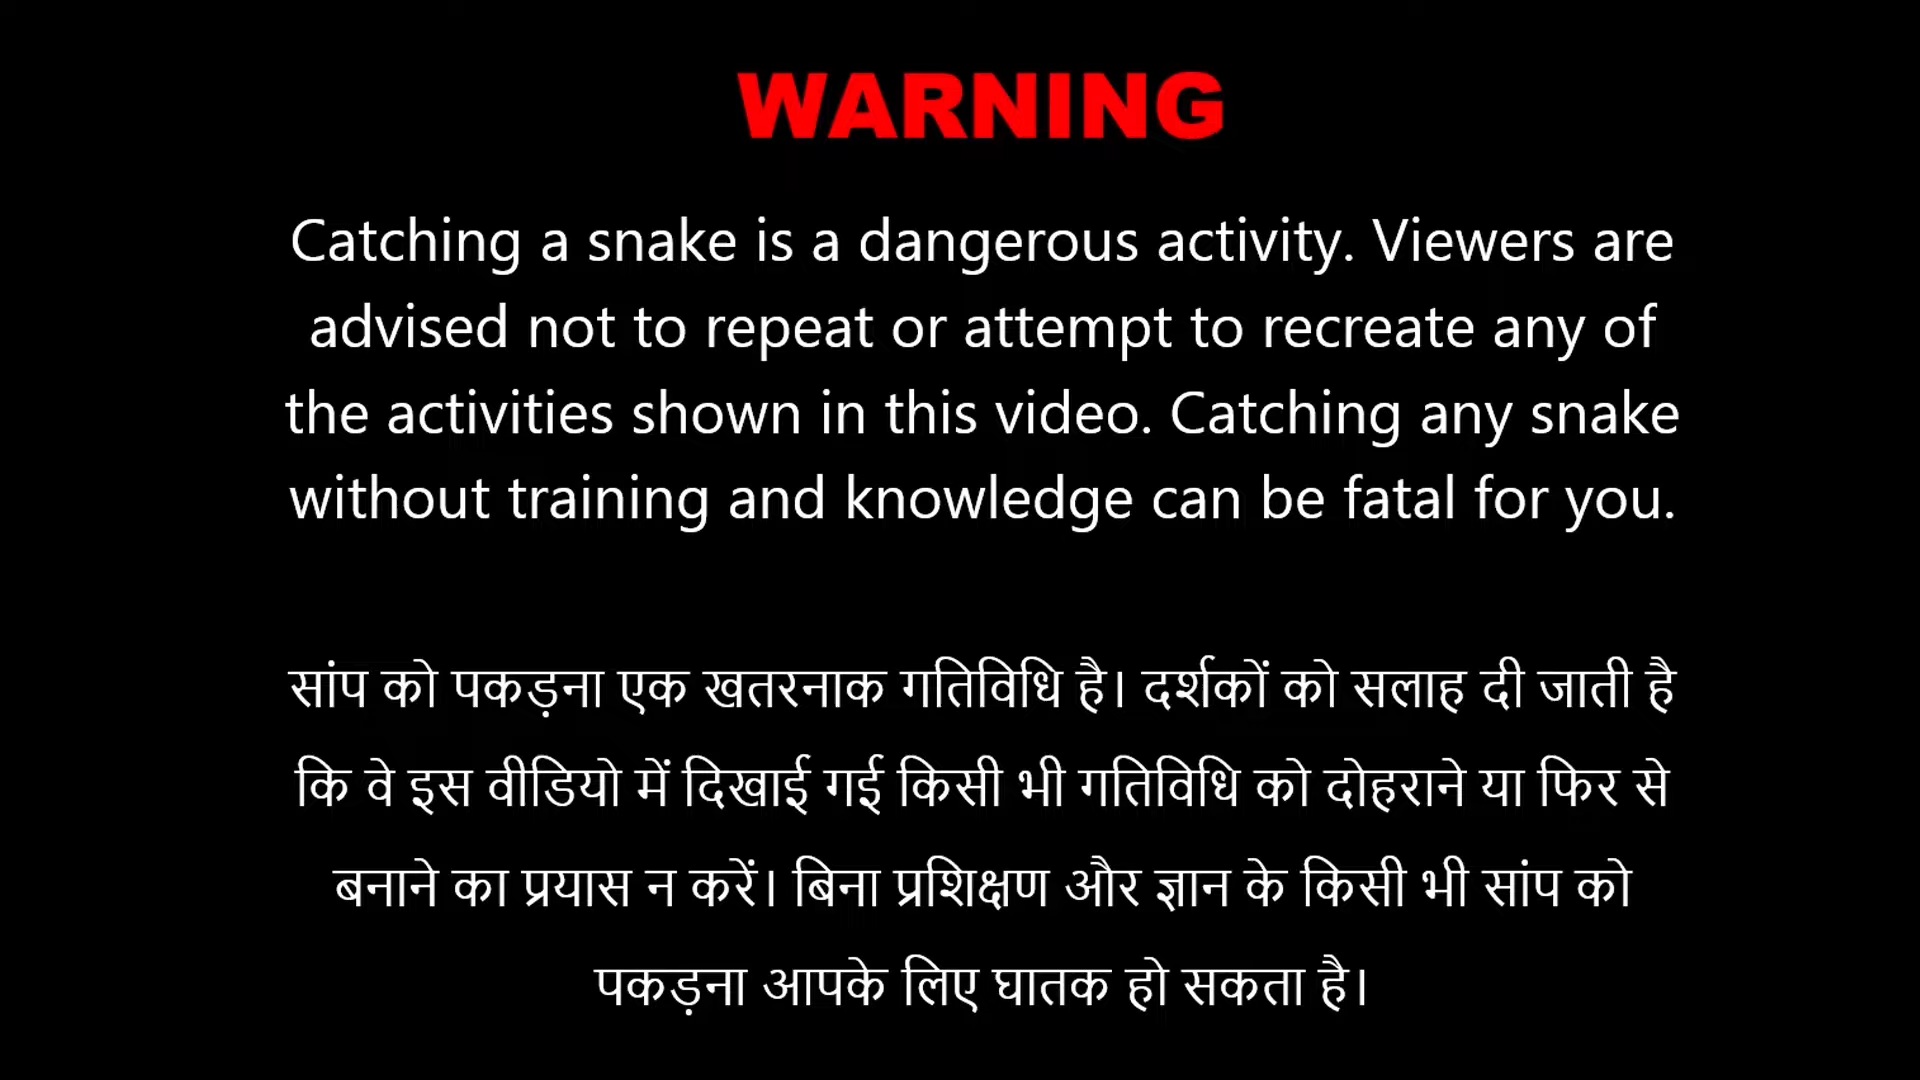 WARNING
Catching a snake is a dangerous activity. Viewers are
advised not to repeat or attempt to recreate any of
the activities shown in this video. Catching any snake
without training and knowledge can be fatal for you.
सांप को पकड़ना एक खतरनाक गतिविधि है। दर्शकों को सलाह दी जाती है
कि वे इस वीडियो में दिखाई गई किसी भी गतिविधि को दोहराने या फिर से
बनाने का प्रयास न करें। बिना प्रशिक्षण और ज्ञान के किसी भी सांप को
पकड़ना आपके लिए घातक हो सकता है।